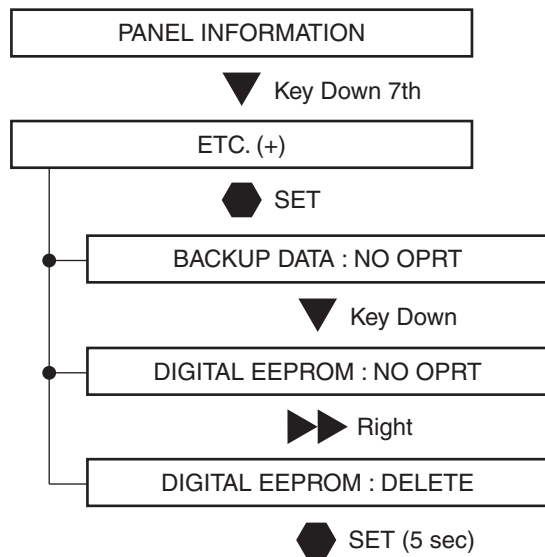 PANEL INFORMATION
Key Down 7th
ETC. (+)
SET
BACKUP DATA : NO OPRT
Key Down
DIGITAL EEPROM : NO OPRT
Right
DIGITAL EEPROM : DELETE
SET (5 sec)